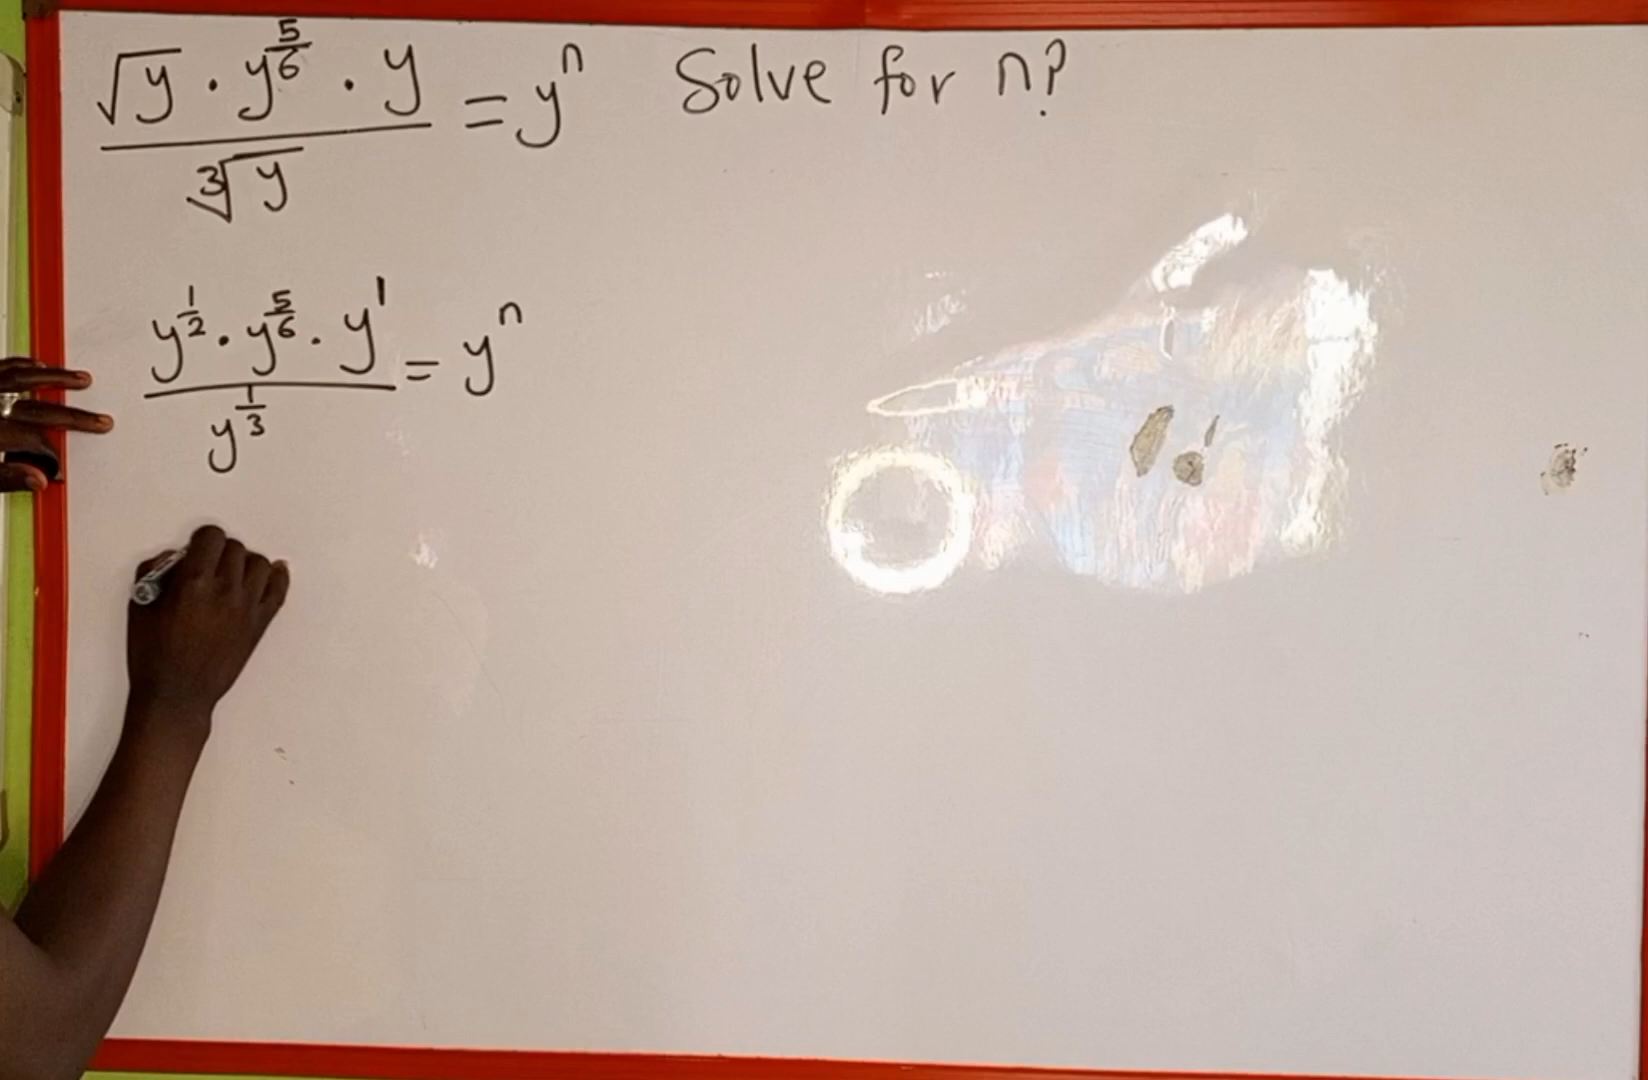 √y · y^(5/6) · y / ∛y = y^n Solve for n?
y^(1/2) · y^(5/6) · y^1 / y^(1/3) = y^n